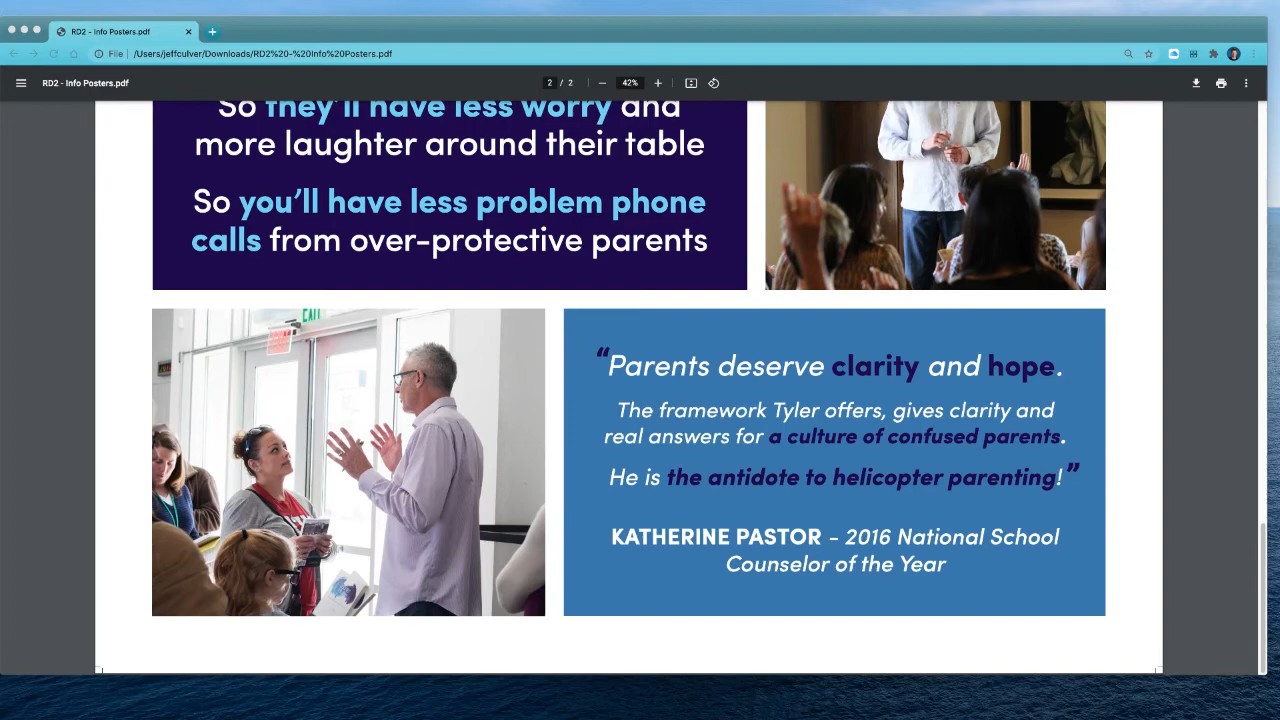 RD2 - Info Posters.pdf
File | /Users/jeffculver/Downloads/RD2%20-%20Info%20Posters.pdf
RD2 - Info Posters.pdf
2 / 2
42%
So they'll have less worry and
more laughter around their table
So you'll have less problem phone
calls from over-protective parents
EXIT
“Parents deserve clarity and hope.
The framework Tyler offers, gives clarity and
real answers for a culture of confused parents.
He is the antidote to helicopter parenting!”
KATHERINE PASTOR - 2016 National School
Counselor of the Year